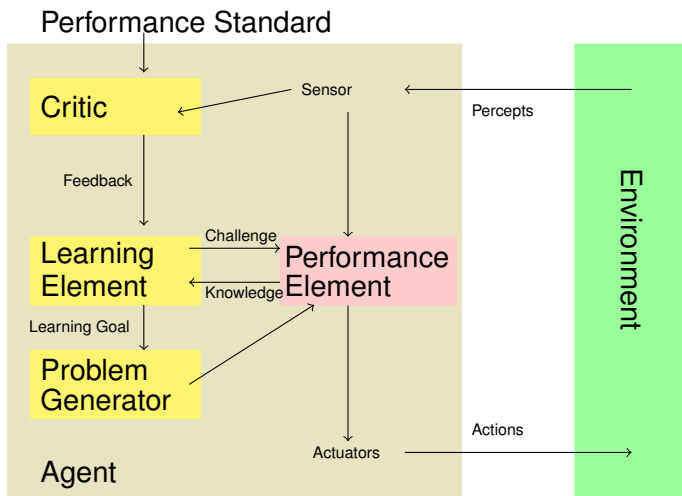 Performance Standard
Critic
Sensor
Percepts
Feedback
Environment
Learning
Element
Challenge
Knowledge
Performance
Element
Learning Goal
Problem
Generator
Actuators
Actions
Agent